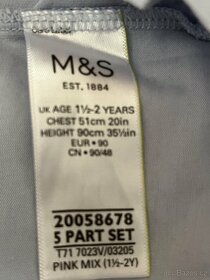 M&S
EST. 1884
UK AGE 1½-2 YEARS
CHEST 51cm 20in
HEIGHT 90cm 35½in
EUR • 90
CN • 90/48
20058678
5 PART SET
T71 7023V/03205
PINK MIX (1½-2Y)